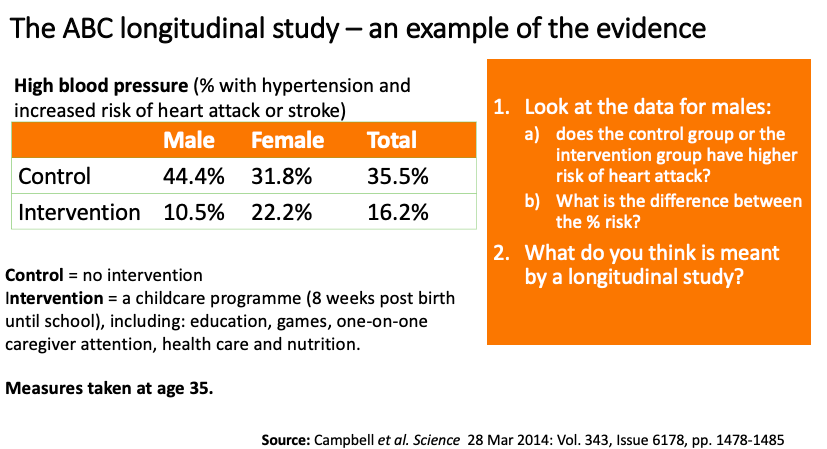 The ABC longitudinal study – an example of the evidence
High blood pressure (% with hypertension and
increased risk of heart attack or stroke)
Male Female Total
Control 44.4% 31.8% 35.5%
Intervention 10.5% 22.2% 16.2%
Control = no intervention
Intervention = a childcare programme (8 weeks post birth
until school), including: education, games, one-on-one
caregiver attention, health care and nutrition.
Measures taken at age 35.
1. Look at the data for males:
a) does the control group or the
intervention group have higher
risk of heart attack?
b) What is the difference between
the % risk?
2. What do you think is meant
by a longitudinal study?
Source: Campbell et al. Science 28 Mar 2014: Vol. 343, Issue 6178, pp. 1478-1485